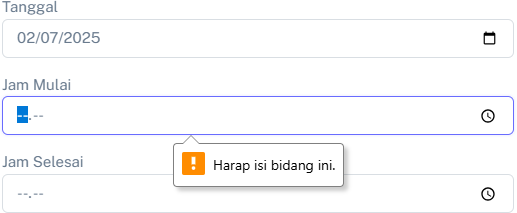 Tanggal
02/07/2025
Jam Mulai
--.--
Harap isi bidang ini.
Jam Selesai
--.--